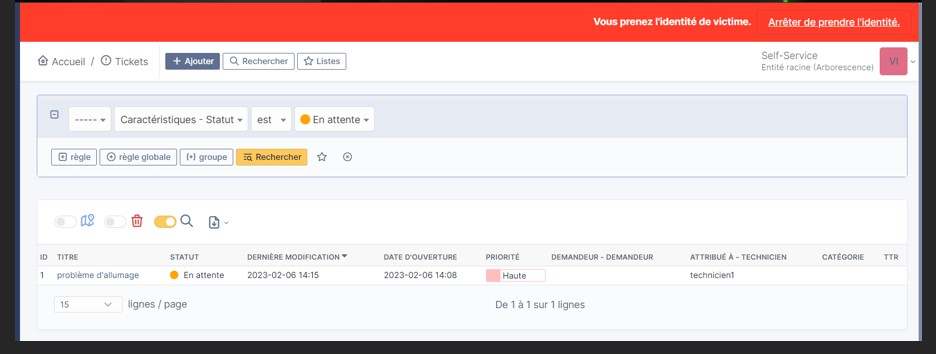 Vous prenez l'identité de victime. Arrêter de prendre l'identité.
Accueil / Tickets + Ajouter Rechercher Listes
Self-Service
Entité racine (Arborescence)
VI
----- Caractéristiques - Statut est En attente
règle règle globale (+) groupe Rechercher
ID TITRE STATUT DERNIÈRE MODIFICATION DATE D'OUVERTURE PRIORITÉ DEMANDEUR - DEMANDEUR ATTRIBUÉ À - TECHNICIEN CATÉGORIE TTR
1 problème d'allumage En attente 2023-02-06 14:15 2023-02-06 14:08 Haute technicien1
15 lignes / page De 1 à 1 sur 1 lignes